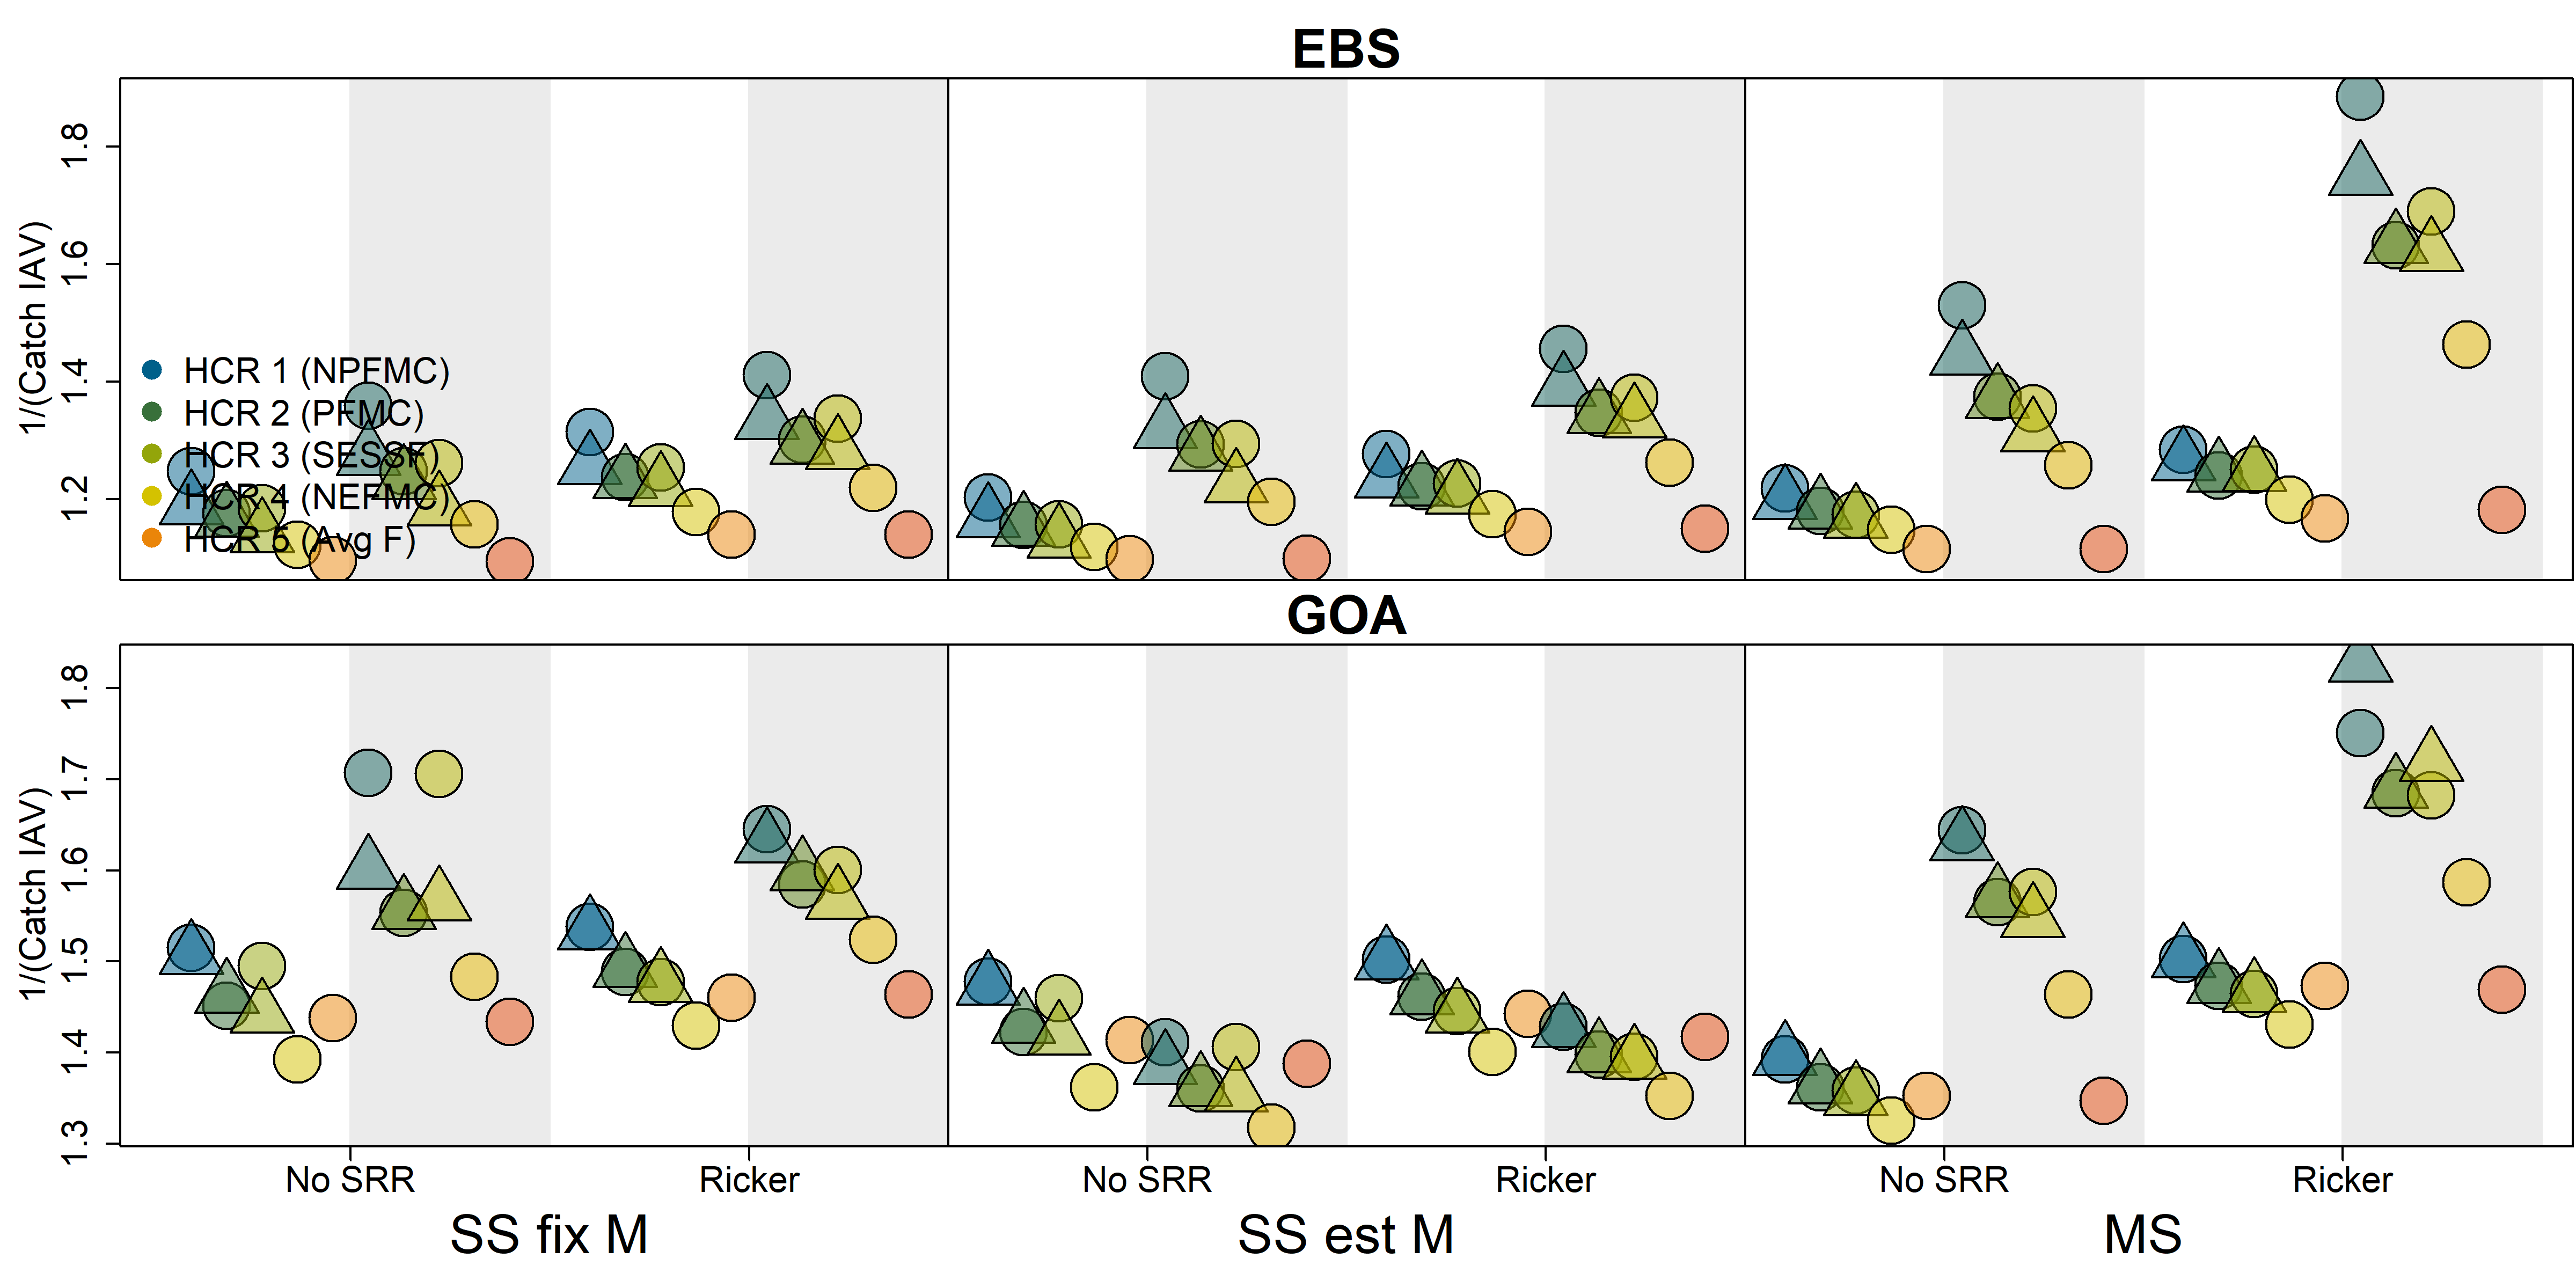 EBS
1/(Catch IAV)
1.8
1.6
1.4
1.2
HCR 1 (NPFMC)
HCR 2 (PFMC)
HCR 3 (SESSF)
HCR 4 (NEFMC)
HCR 5 (Avg F)
GOA
1/(Catch IAV)
1.8
1.7
1.6
1.5
1.4
1.3
No SRR Ricker No SRR Ricker No SRR Ricker
SS fix M SS est M MS